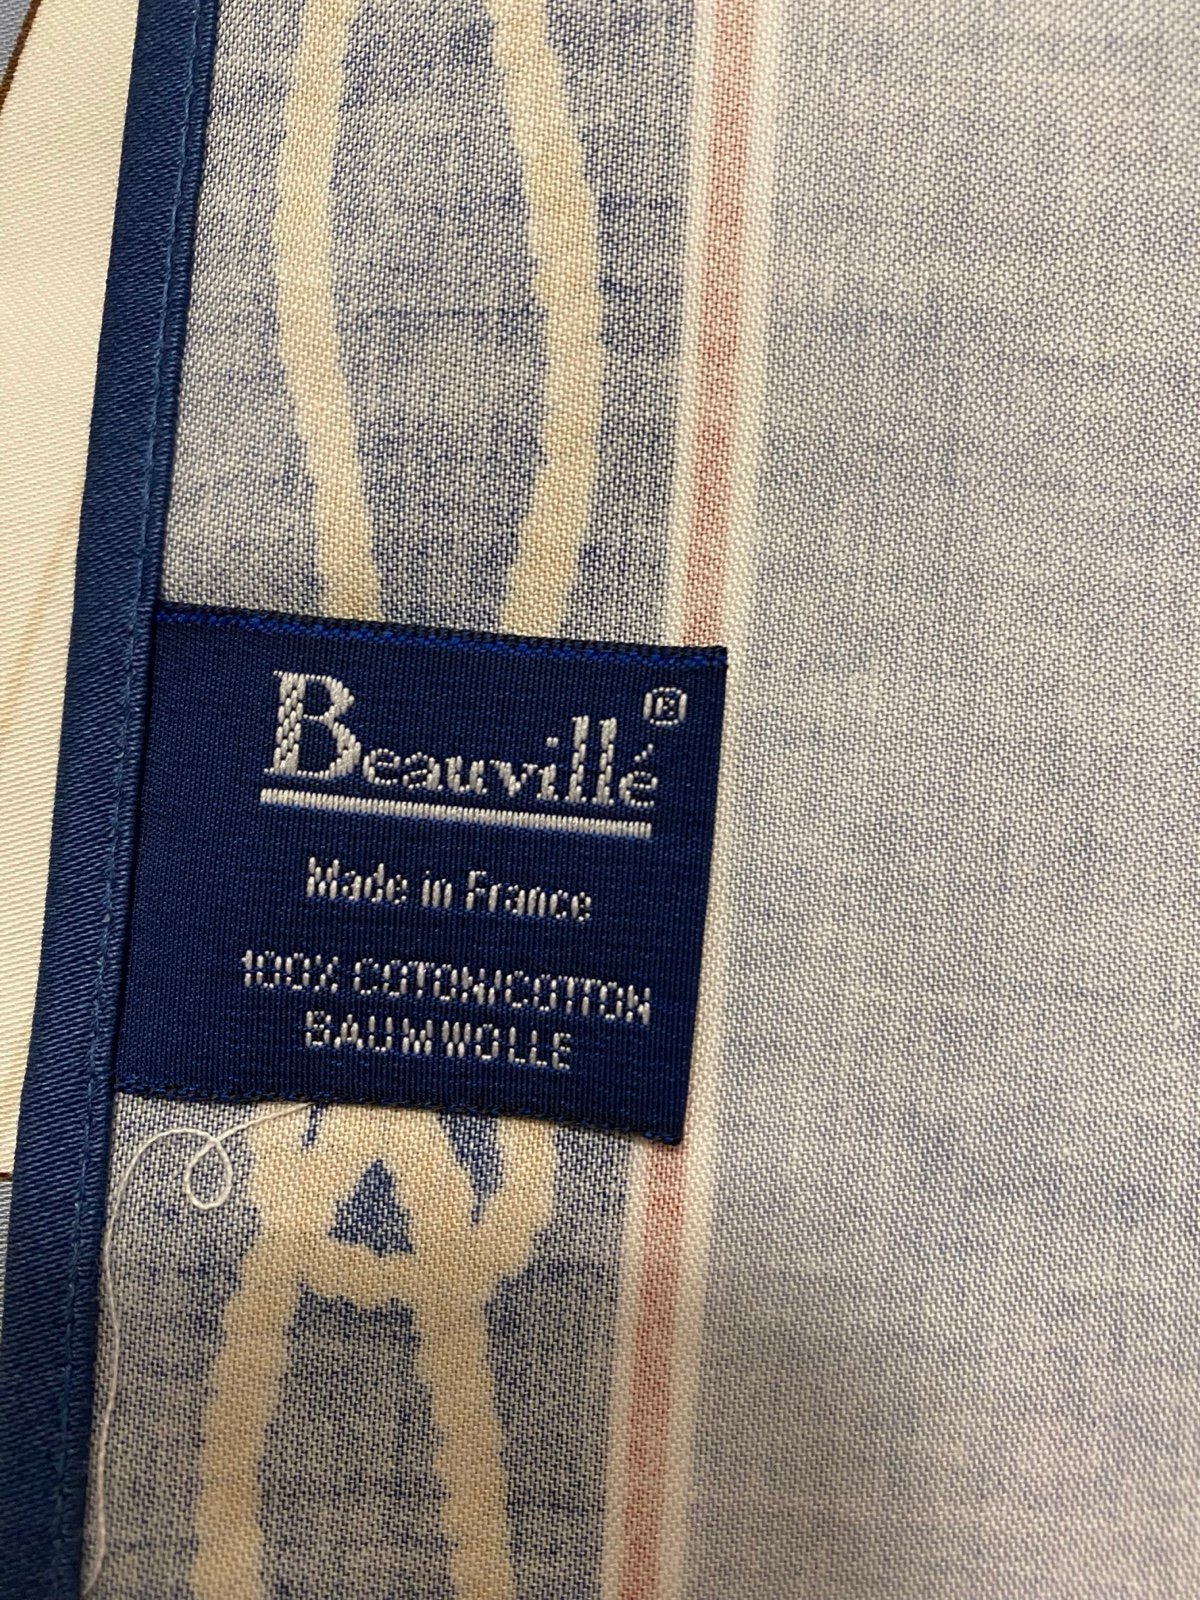 Beauvillé®
Made in France
100% COTON/COTTON
BAUMWOLLE